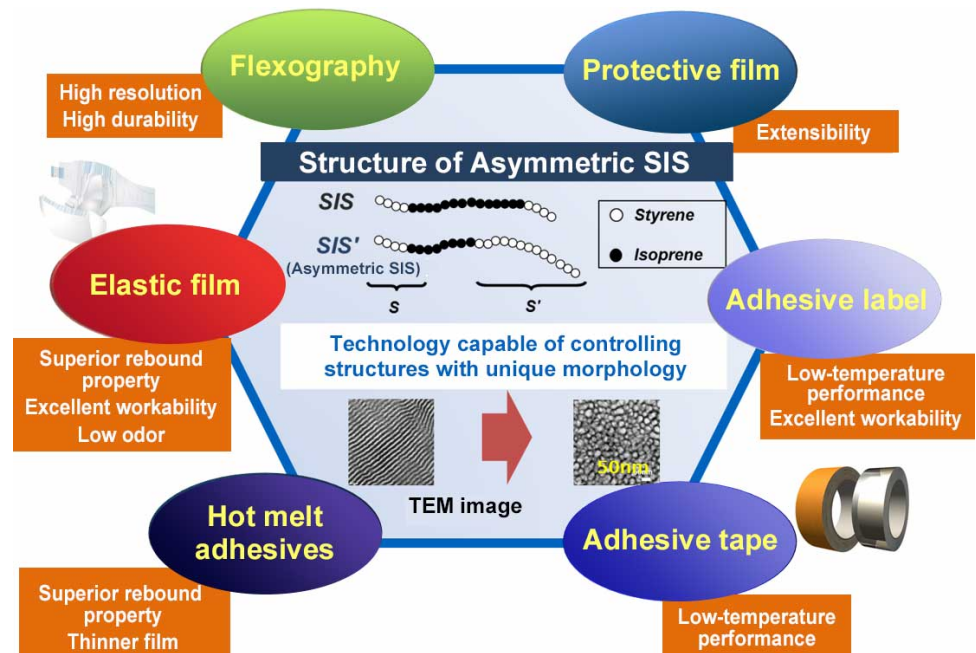 Flexography
Protective film
High resolution
High durability
Extensibility
Structure of Asymmetric SIS
SIS
SIS'
(Asymmetric SIS)
Styrene
Isoprene
S
S'
Elastic film
Adhesive label
Technology capable of controlling
structures with unique morphology
Superior rebound
property
Excellent workability
Low odor
Low-temperature
performance
Excellent workability
50nm
TEM image
Hot melt
adhesives
Adhesive tape
Superior rebound
property
Thinner film
Low-temperature
performance